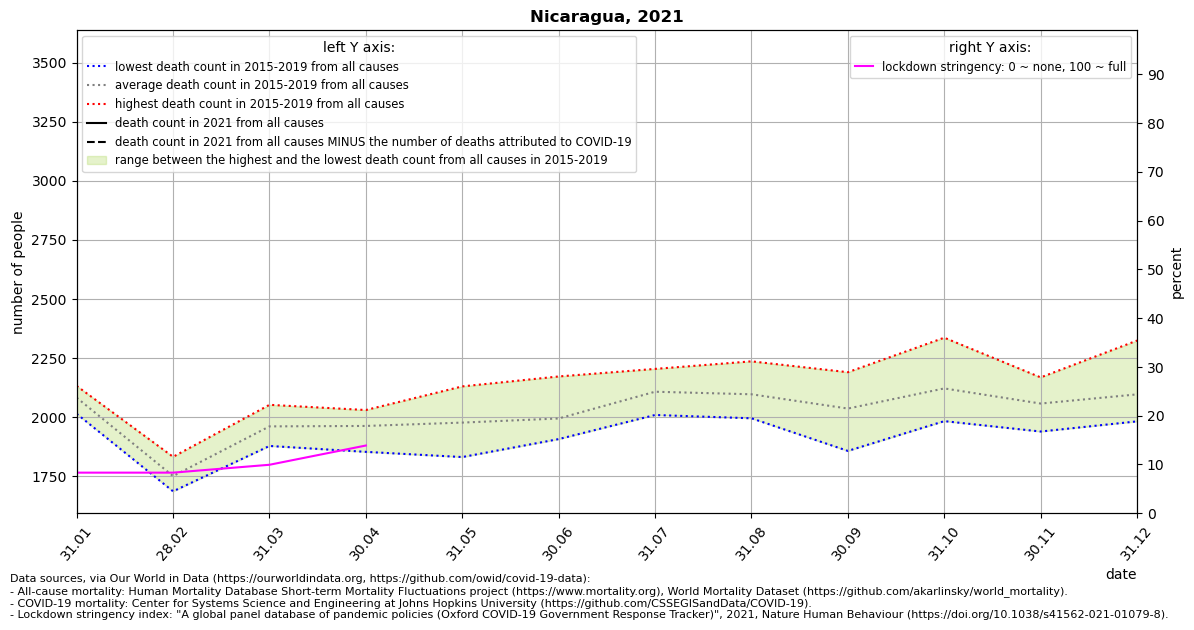 Nicaragua, 2021
left Y axis:
lowest death count in 2015-2019 from all causes
average death count in 2015-2019 from all causes
highest death count in 2015-2019 from all causes
death count in 2021 from all causes
death count in 2021 from all causes MINUS the number of deaths attributed to COVID-19
range between the highest and the lowest death count from all causes in 2015-2019
right Y axis:
lockdown stringency: 0 ~ none, 100 ~ full
number of people
3500
3250
3000
2750
2500
2250
2000
1750
percent
90
80
70
60
50
40
30
20
10
0
31.01
28.02
31.03
30.04
31.05
30.06
31.07
31.08
30.09
31.10
30.11
31.12
date
Data sources, via Our World in Data (https://ourworldindata.org, https://github.com/owid/covid-19-data):
- All-cause mortality: Human Mortality Database Short-term Mortality Fluctuations project (https://www.mortality.org), World Mortality Dataset (https://github.com/akarlinsky/world_mortality).
- COVID-19 mortality: Center for Systems Science and Engineering at Johns Hopkins University (https://github.com/CSSEGISandData/COVID-19).
- Lockdown stringency index: "A global panel database of pandemic policies (Oxford COVID-19 Government Response Tracker)", 2021, Nature Human Behaviour (https://doi.org/10.1038/s41562-021-01079-8).